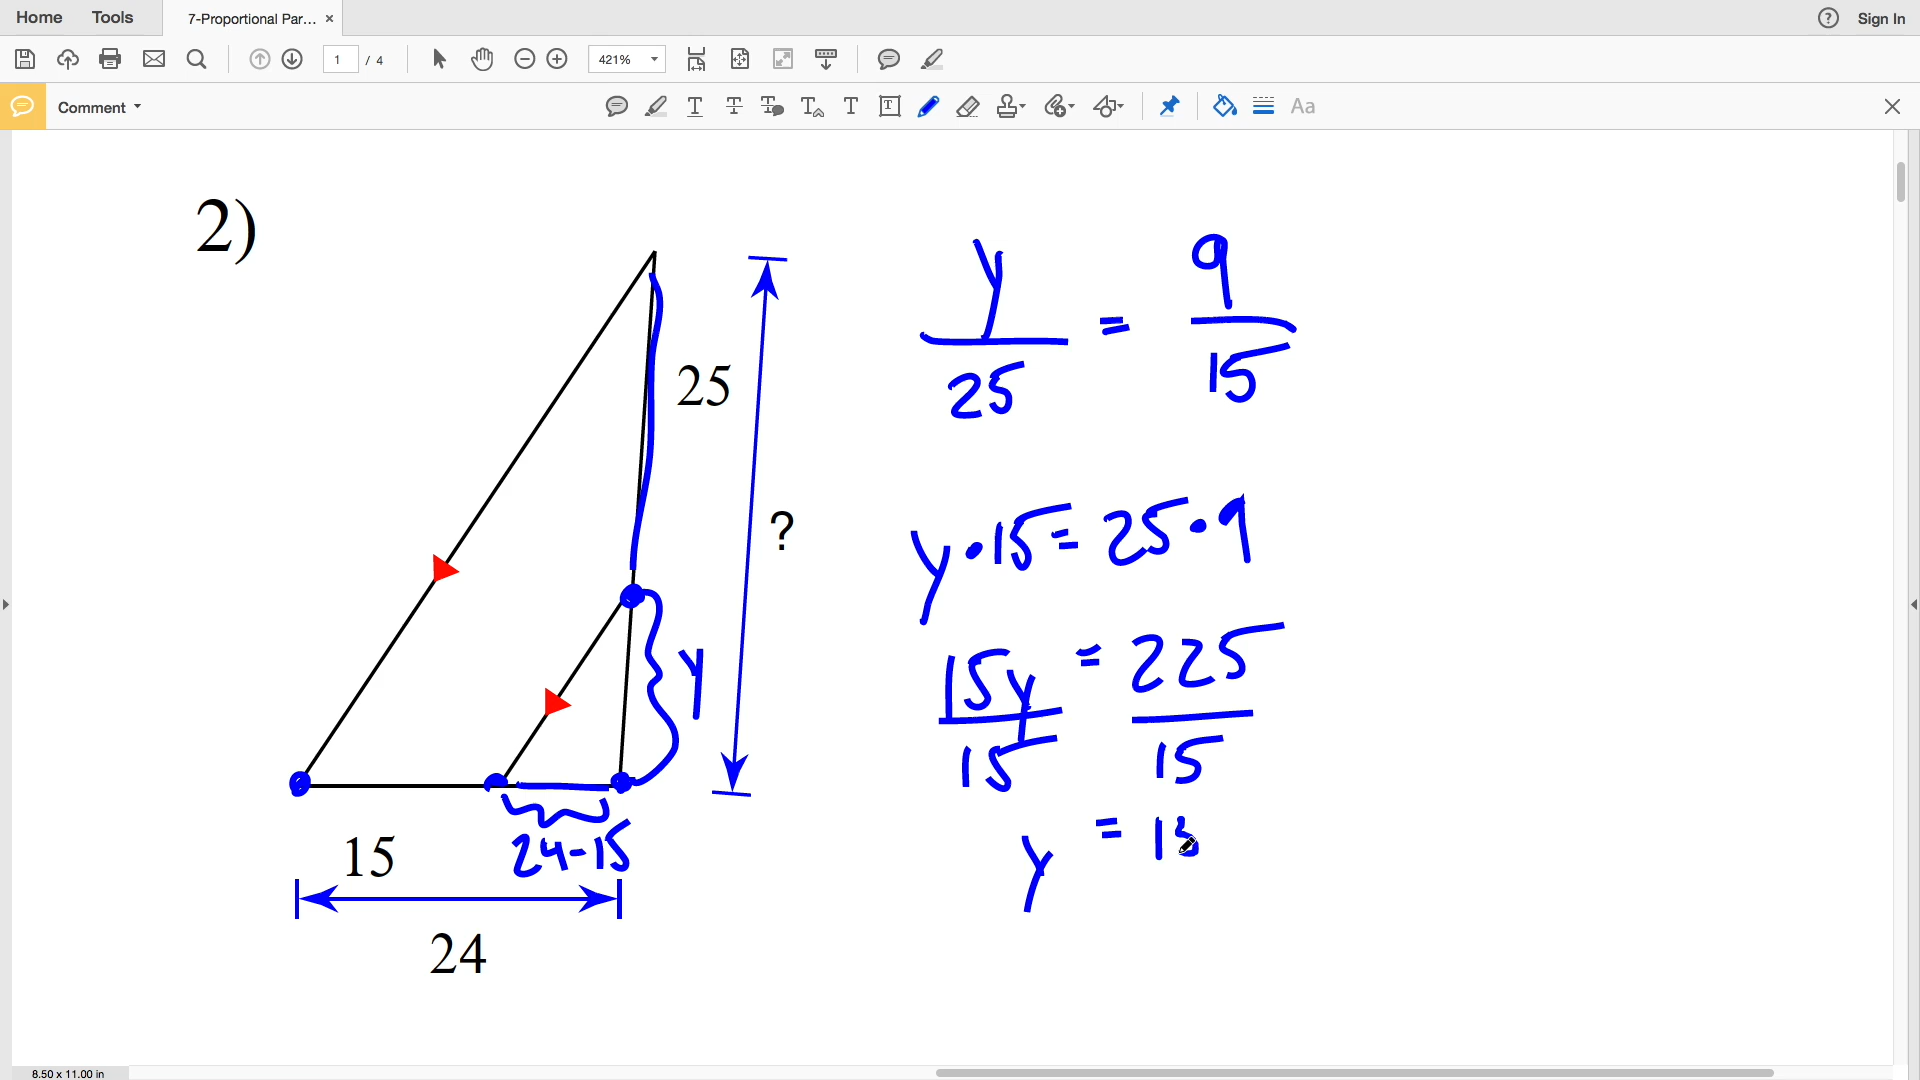 Home Tools 7-Proportional Par... × ? Sign In
1 / 4 421%
Comment T T T T T T Aa
2)
y/25 = 9/15
25
?
y·15=25·9
y
15y/15 = 225/15
y = 15
24-15
15
24
8.50 x 11.00 in